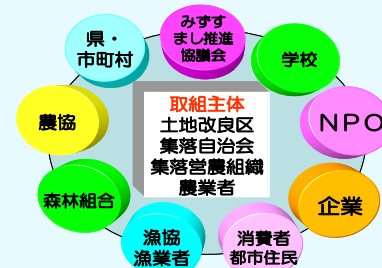 みずす
まし推進
協議会
県・
市町村
学校
農協
NPO
取組主体
土地改良区
集落自治会
集落営農組織
農業者
森林組合
企業
漁協
漁業者
消費者
都市住民